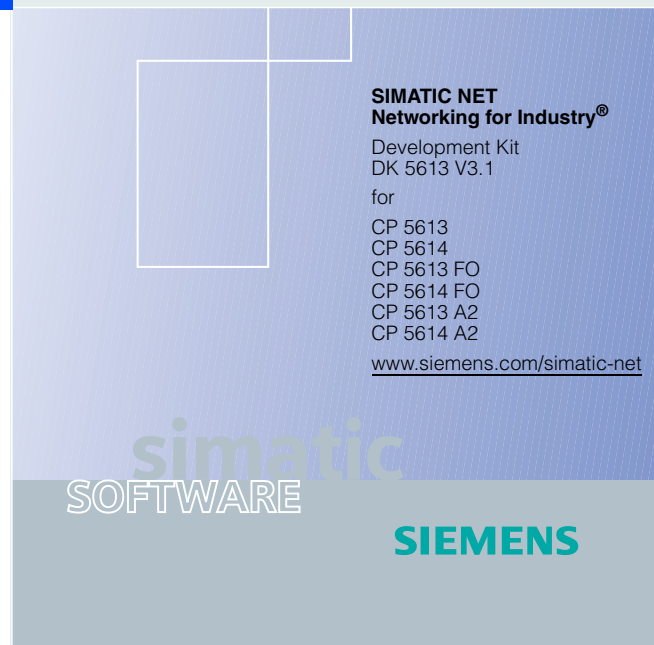 SIMATIC NET
Networking for Industry®
Development Kit
DK 5613 V3.1
for
CP 5613
CP 5614
CP 5613 FO
CP 5614 FO
CP 5613 A2
CP 5614 A2
www.siemens.com/simatic-net
simatic
SOFTWARE
SIEMENS